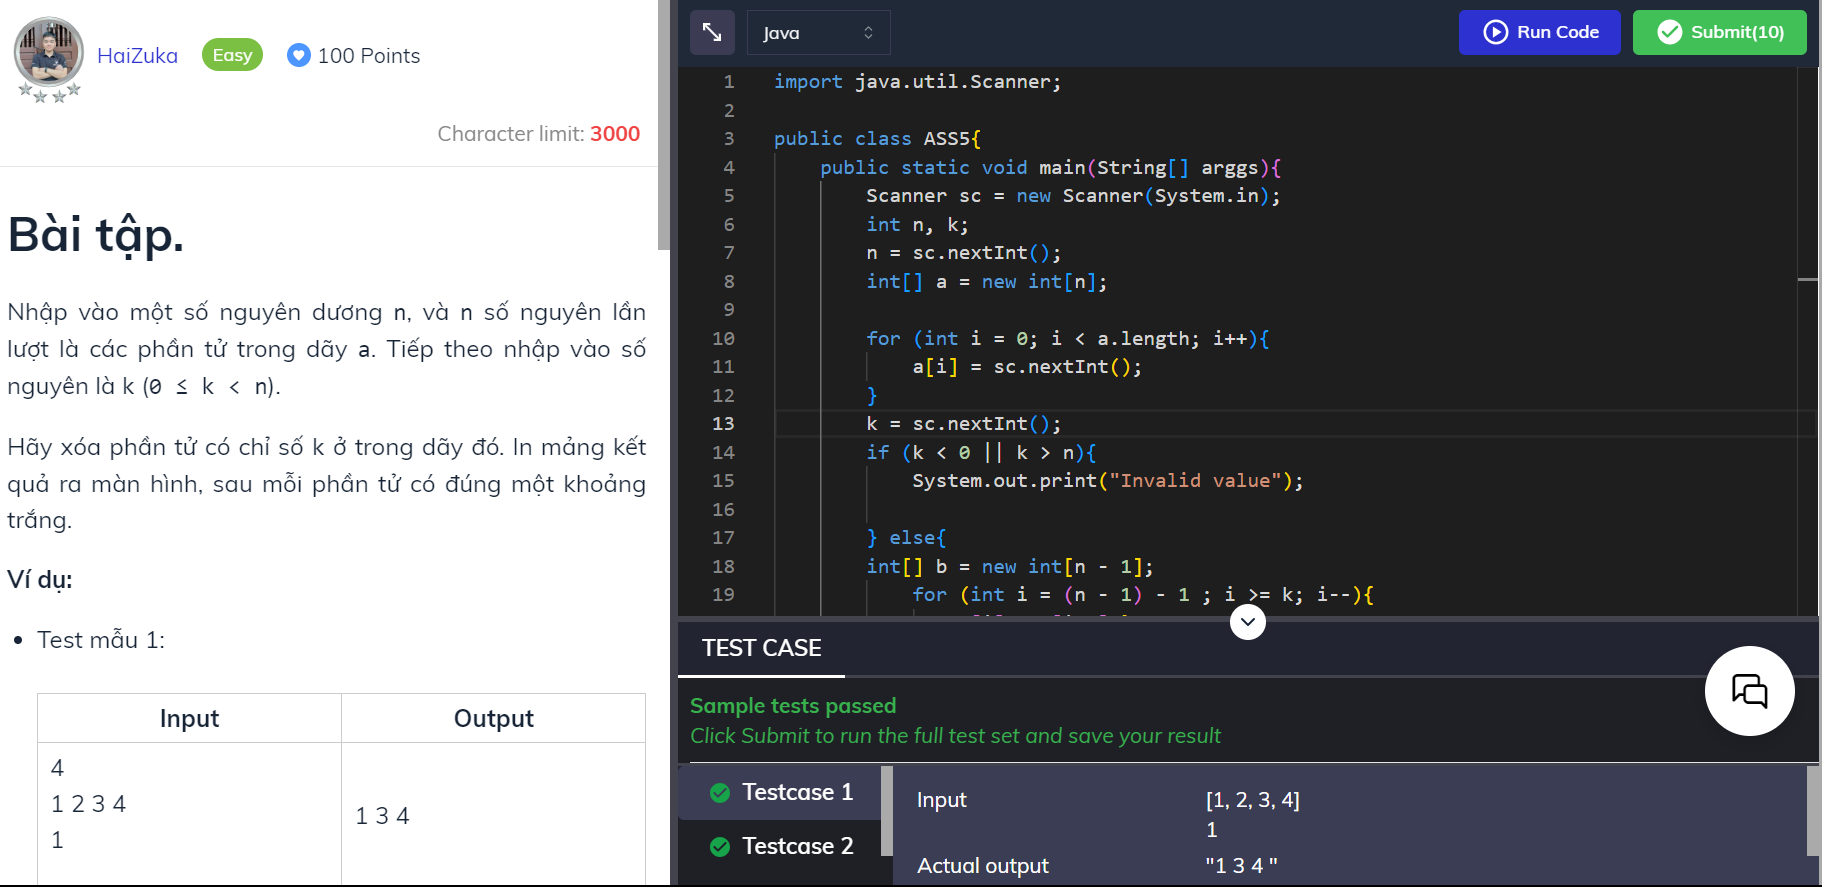 HaiZuka Easy 100 Points
Character limit: 3000
Bài tập.
Nhập vào một số nguyên dương n, và n số nguyên lần
lượt là các phần tử trong dãy a. Tiếp theo nhập vào số
nguyên là k (0 ≤ k < n).
Hãy xóa phần tử có chỉ số k ở trong dãy đó. In mảng kết
quả ra màn hình, sau mỗi phần tử có đúng một khoảng
trắng.
Ví dụ:
• Test mẫu 1:
Input Output
4
1 2 3 4
1
1 3 4
Java Run Code Submit(10)
1 import java.util.Scanner;
2
3 public class ASS5{
4 public static void main(String[] arggs){
5 Scanner sc = new Scanner(System.in);
6 int n, k;
7 n = sc.nextInt();
8 int[] a = new int[n];
9
10 for (int i = 0; i < a.length; i++){
11 a[i] = sc.nextInt();
12 }
13 k = sc.nextInt();
14 if (k < 0 || k > n){
15 System.out.print("Invalid value");
16
17 } else{
18 int[] b = new int[n - 1];
19 for (int i = (n - 1) - 1 ; i >= k; i--){
TEST CASE
Sample tests passed
Click Submit to run the full test set and save your result
Testcase 1
Testcase 2
Input [1, 2, 3, 4]
1
Actual output "1 3 4 "